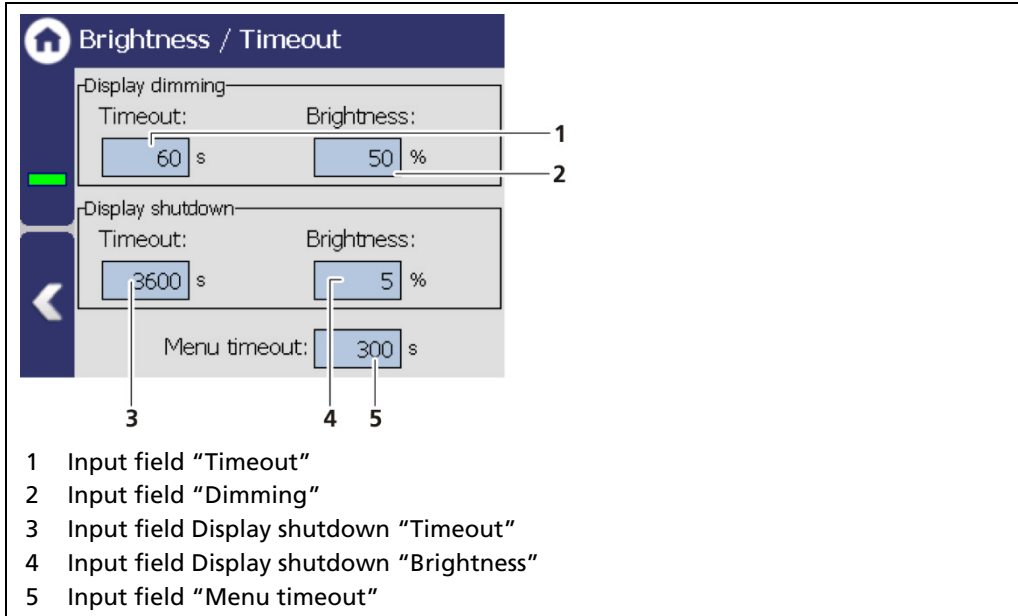 Brightness / Timeout
Display dimming
Timeout: Brightness:
60 s 50 %
1
2
Display shutdown
Timeout: Brightness:
3600 s 5 %
Menu timeout: 300 s
3 4 5
1 Input field “Timeout”
2 Input field “Dimming”
3 Input field Display shutdown “Timeout”
4 Input field Display shutdown “Brightness”
5 Input field “Menu timeout”